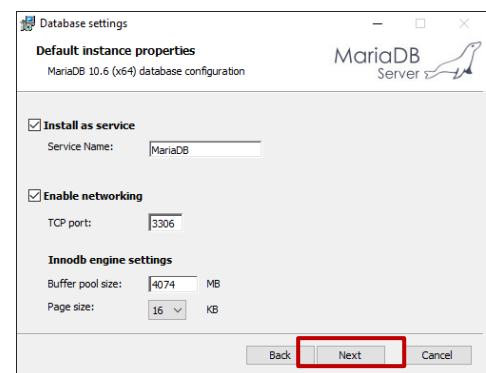 Database settings
Default instance properties
MariaDB 10.6 (x64) database configuration
MariaDB
Server
Install as service
Service Name: MariaDB
Enable networking
TCP port: 3306
Innodb engine settings
Buffer pool size: 4074 MB
Page size: 16 KB
Back Next Cancel